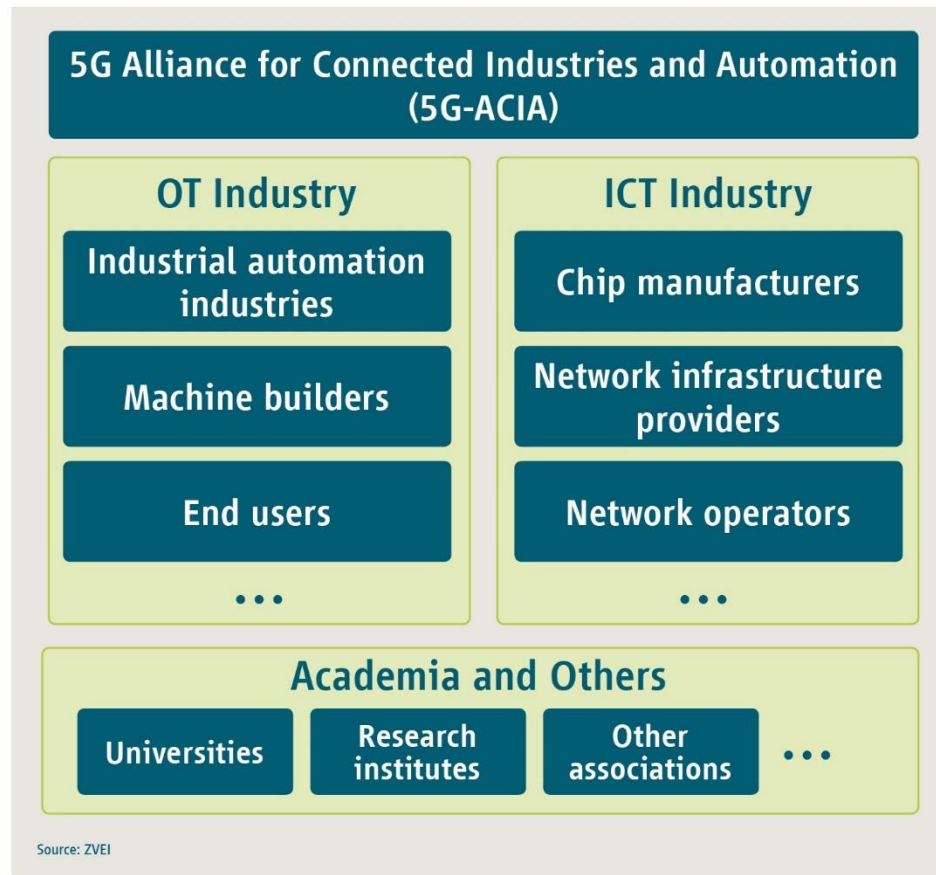 5G Alliance for Connected Industries and Automation
(5G-ACIA)
OT Industry
Industrial automation
industries
Machine builders
End users
...
ICT Industry
Chip manufacturers
Network infrastructure
providers
Network operators
...
Academia and Others
Universities
Research
institutes
Other
associations
...
Source: ZVEI